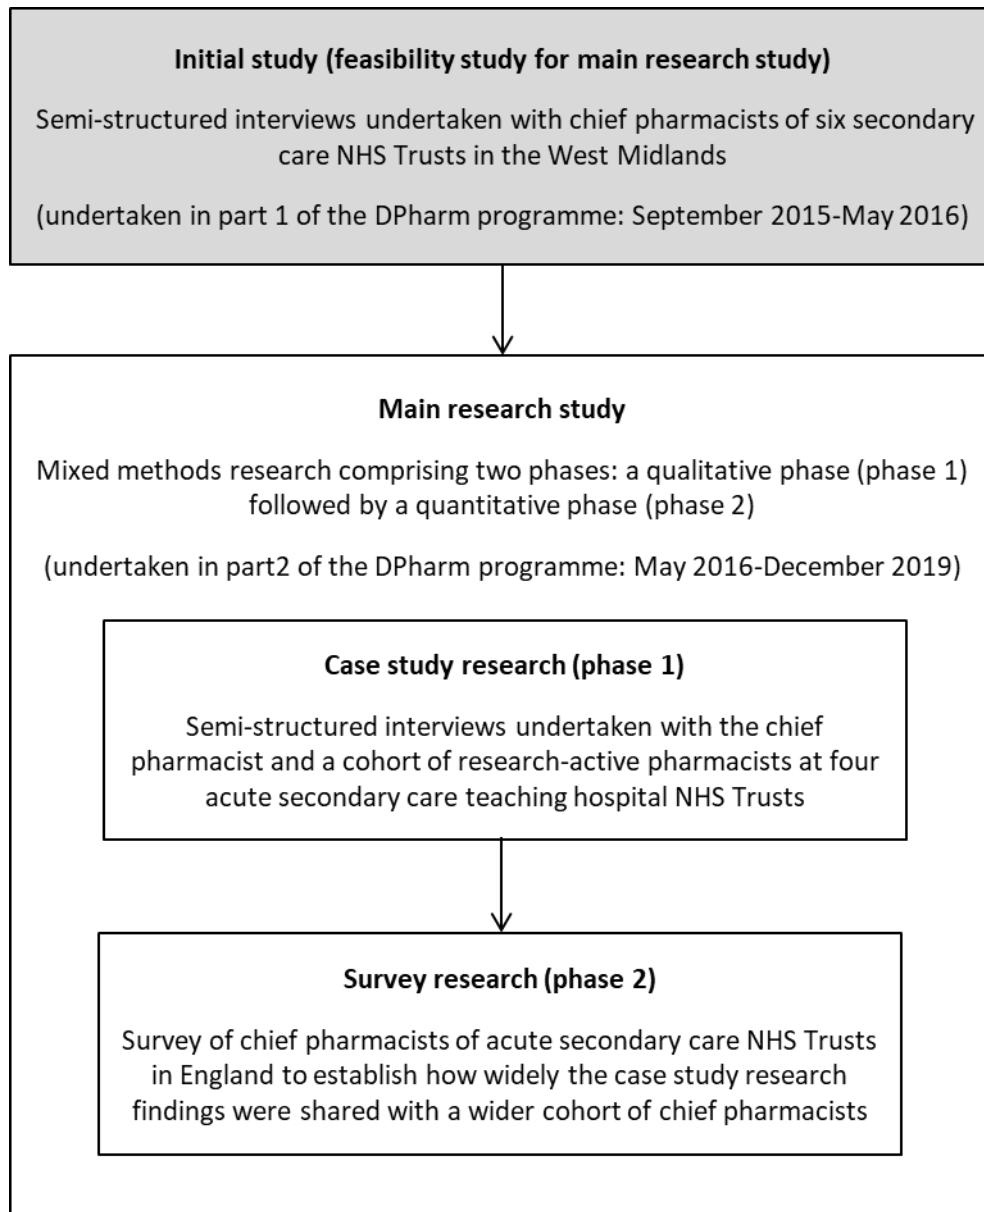 Initial study (feasibility study for main research study)
Semi-structured interviews undertaken with chief pharmacists of six secondary
care NHS Trusts in the West Midlands
(undertaken in part 1 of the DPharm programme: September 2015-May 2016)
Main research study
Mixed methods research comprising two phases: a qualitative phase (phase 1)
followed by a quantitative phase (phase 2)
(undertaken in part2 of the DPharm programme: May 2016-December 2019)
Case study research (phase 1)
Semi-structured interviews undertaken with the chief
pharmacist and a cohort of research-active pharmacists at four
acute secondary care teaching hospital NHS Trusts
Survey research (phase 2)
Survey of chief pharmacists of acute secondary care NHS Trusts
in England to establish how widely the case study research
findings were shared with a wider cohort of chief pharmacists